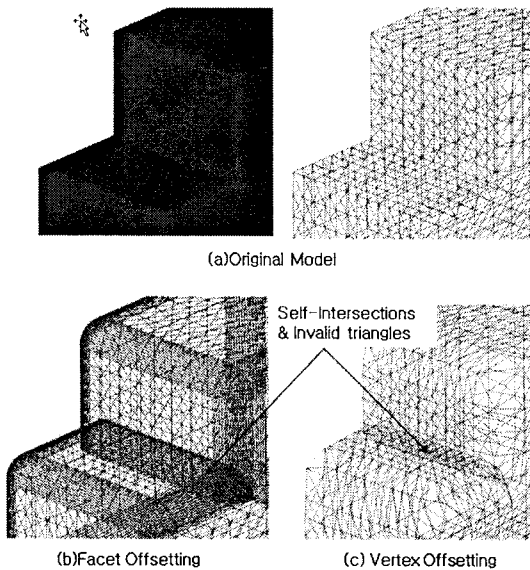 (a)Original Model
Self-Intersections
& Invalid triangles
(b)Facet Offsetting
(c) Vertex Offsetting